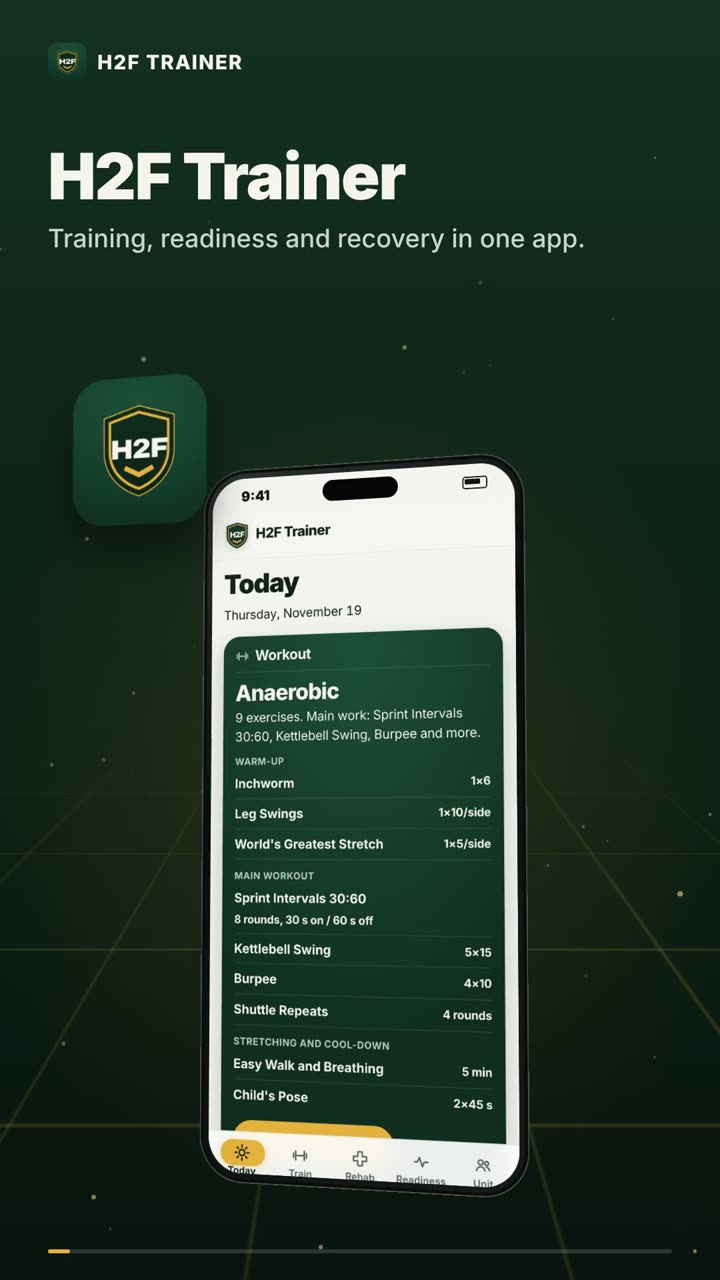 H2F
H2F TRAINER
H2F Trainer
Training, readiness and recovery in one app.
H2F
9:41
H2F
H2F Trainer
Today
Thursday, November 19
Workout
Anaerobic
9 exercises. Main work: Sprint Intervals
30:60, Kettlebell Swing, Burpee and more.
WARM-UP
Inchworm 1×6
Leg Swings 1×10/side
World's Greatest Stretch 1×5/side
MAIN WORKOUT
Sprint Intervals 30:60
8 rounds, 30 s on / 60 s off
Kettlebell Swing 5×15
Burpee 4×10
Shuttle Repeats 4 rounds
STRETCHING AND COOL-DOWN
Easy Walk and Breathing 5 min
Child's Pose 2×45 s
Today Train Rehab Readiness Unit